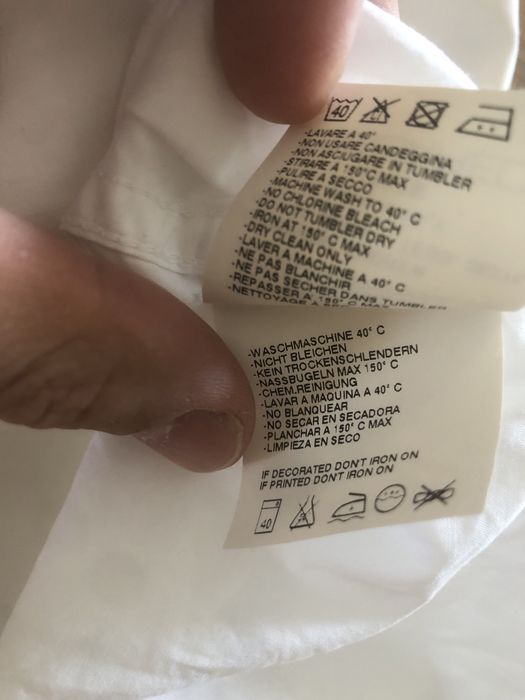 40
-LAVARE A 40°
-NON USARE CANDEGGINA
-NON ASCIUGARE IN TUMBLER
-STIRARE A 150°C MAX
-PULIRE A SECCO
-MACHINE WASH TO 40° C
-NO CHLORINE BLEACH
-DO NOT TUMBLER DRY
-IRON AT 150° C MAX
-DRY CLEAN ONLY
-LAVER A MACHINE A 40° C
-NE PAS BLANCHIR
-NE PAS SECHER DANS TUMBLER
-REPASSER A 150° C MAX
-NETTOYAGE A
-WASCHMASCHINE 40° C
-NICHT BLEICHEN
-KEIN TROCKENSCHLENDERN
-NASSBUGELN MAX 150° C
-CHEM.REINIGUNG
-LAVAR A MAQUINA A 40° C
-NO BLANQUEAR
-NO SECAR EN SECADORA
-PLANCHAR A 150° C MAX
-LIMPIEZA EN SECO
IF DECORATED DON'T IRON ON
IF PRINTED DON'T IRON ON
40